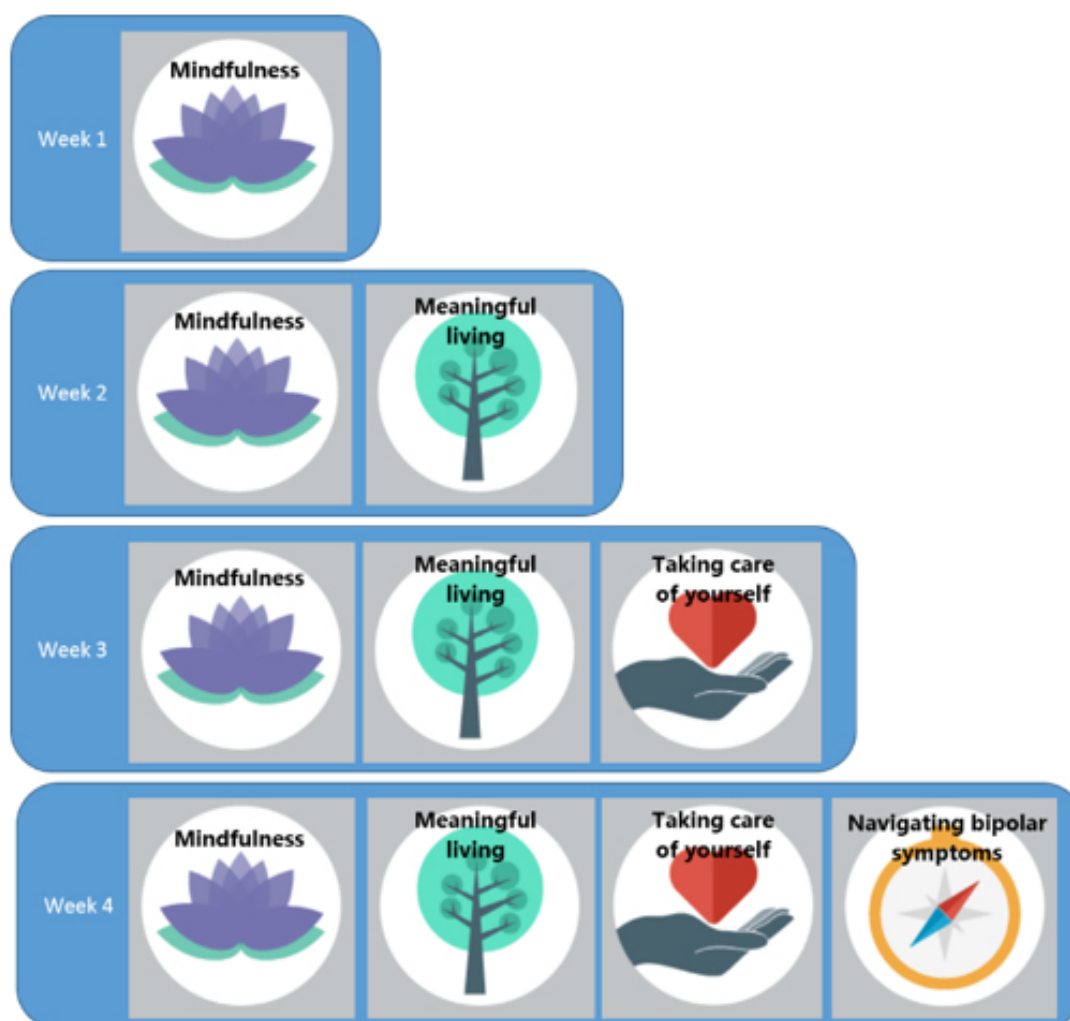 Mindfulness
Week 1
Mindfulness
Meaningful
living
Week 2
Mindfulness
Meaningful
living
Taking care
of yourself
Week 3
Mindfulness
Meaningful
living
Taking care
of yourself
Navigating bipolar
symptoms
Week 4